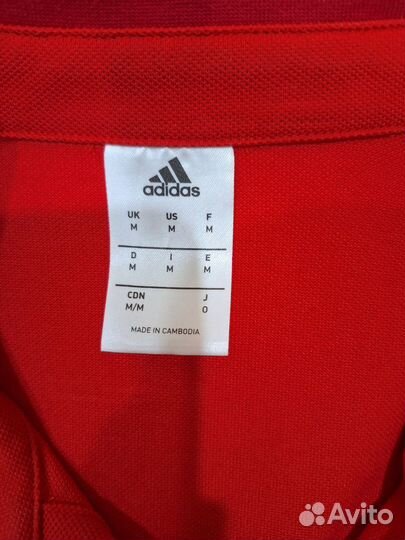 adidas
UK US F
M M M
D I E
M M M
CDN J
M/M O
MADE IN CAMBODIA
Avito